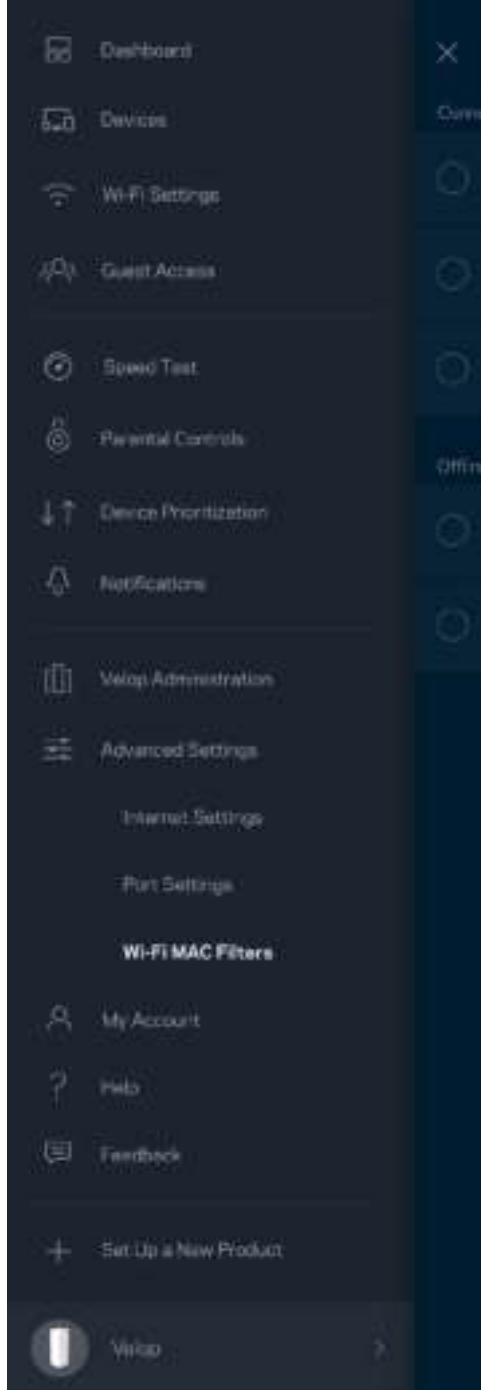 Dashboard
Devices
Wi-Fi Settings
Guest Access
Speed Test
Parental Controls
Device Prioritization
Notifications
Velop Administration
Advanced Settings
Internet Settings
Port Settings
Wi-Fi MAC Filters
My Account
Help
Feedback
Set Up a New Product
Velop